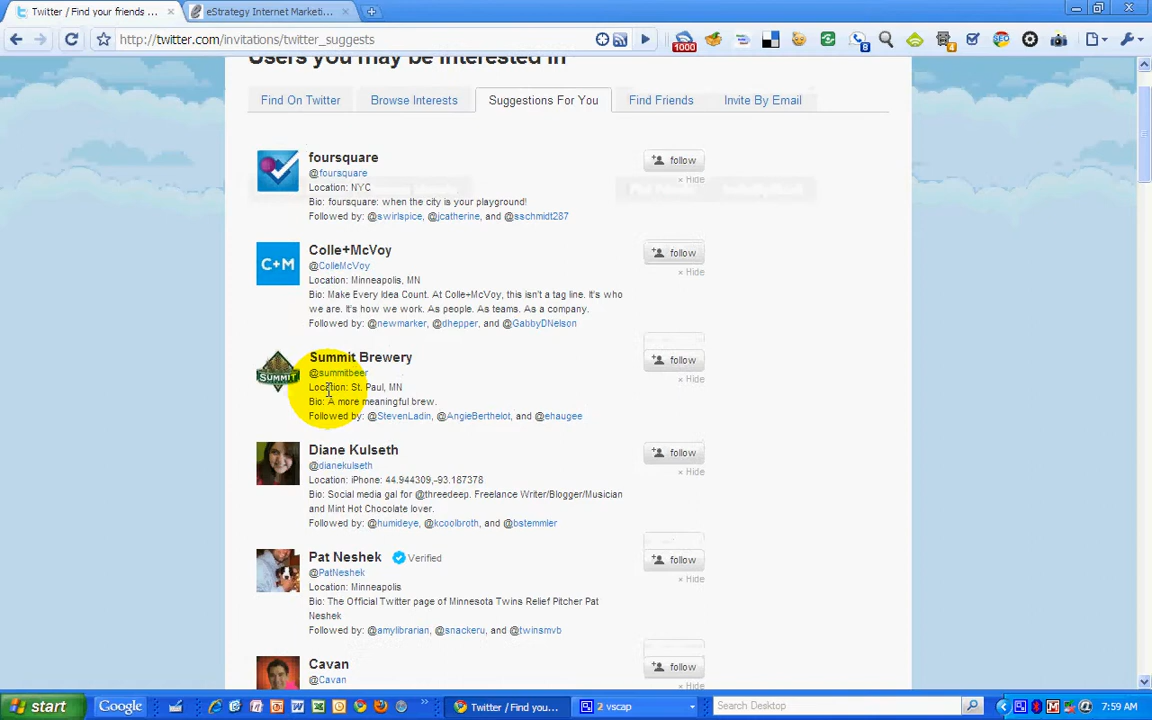 Twitter / Find your friends ...
eStrategy Internet Marketi...
http://twitter.com/invitations/twitter_suggests
1000
8
4
SEO
Users you may be interested in
Find On Twitter
Browse Interests
Suggestions For You
Find Friends
Invite By Email
foursquare
follow
@foursquare
× Hide
Location: NYC
Bio: foursquare: when the city is your playground!
Followed by: @swirlspice, @jcatherine, and @sschmidt287
Colle+McVoy
follow
C+M
@ColleMcVoy
× Hide
Location: Minneapolis, MN
Bio: Make Every Idea Count. At Colle+McVoy, this isn't a tag line. It's who
we are. It's how we work. As people. As teams. As a company.
Followed by: @newmarker, @dhepper, and @GabbyDNelson
Summit Brewery
follow
SUMMIT
@summitbeer
× Hide
Location: St. Paul, MN
Bio: A more meaningful brew.
Followed by: @StevenLadin, @AngieBerthelot, and @ehaugee
Diane Kulseth
follow
@dianekulseth
× Hide
Location: iPhone: 44.944309,-93.187378
Bio: Social media gal for @threedeep. Freelance Writer/Blogger/Musician
and Mint Hot Chocolate lover.
Followed by: @humideye, @kcoolbroth, and @bstemmler
Pat Neshek
Verified
follow
@PatNeshek
× Hide
Location: Minneapolis
Bio: The Official Twitter page of Minnesota Twins Relief Pitcher Pat
Neshek
Followed by: @amylibrarian, @snackeru, and @twinsmvb
Cavan
follow
@Cavan
× Hide
start
Google
Twitter / Find you...
2 vscap
Search Desktop
7:59 AM